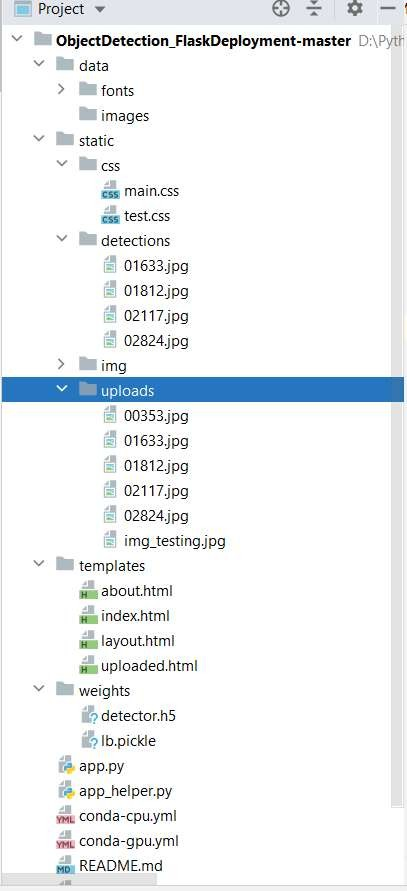 Project
ObjectDetection_FlaskDeployment-master D:\Pyth
data
fonts
images
static
css
main.css
test.css
detections
01633.jpg
01812.jpg
02117.jpg
02824.jpg
img
uploads
00353.jpg
01633.jpg
01812.jpg
02117.jpg
02824.jpg
img_testing.jpg
templates
about.html
index.html
layout.html
uploaded.html
weights
detector.h5
lb.pickle
app.py
app_helper.py
conda-cpu.yml
conda-gpu.yml
README.md